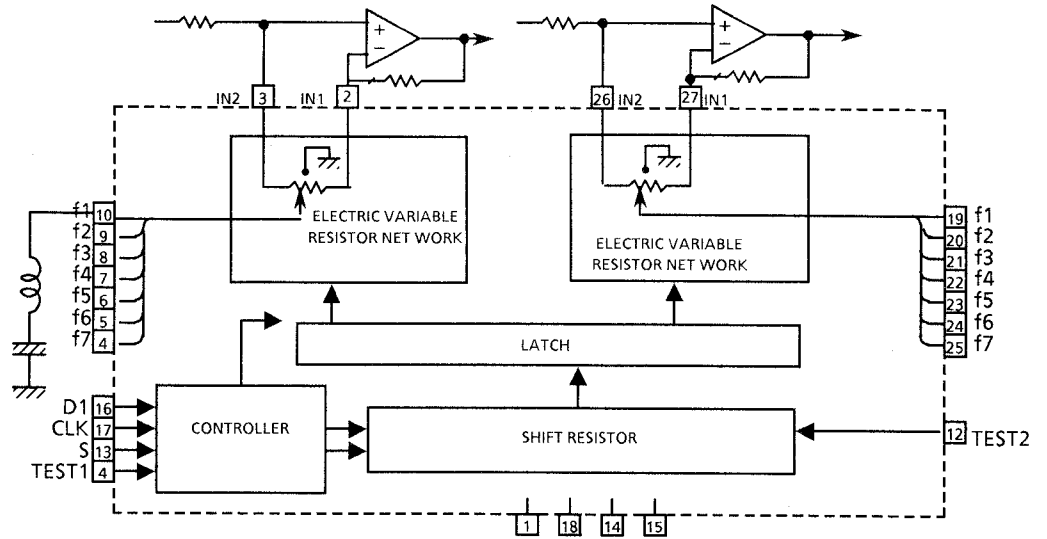 +
−
+
−
IN2 3 IN1 2
26 IN2 27 IN1
f1 10
f2 9
f3 8
f4 7
f5 6
f6 5
f7 4
ELECTRIC VARIABLE
RESISTOR NET WORK
ELECTRIC VARIABLE
RESISTOR NET WORK
19 f1
20 f2
21 f3
22 f4
23 f5
24 f6
25 f7
LATCH
D1 16
CLK 17
S 13
TEST1 4
CONTROLLER
SHIFT RESISTOR
12 TEST2
1 18 14 15